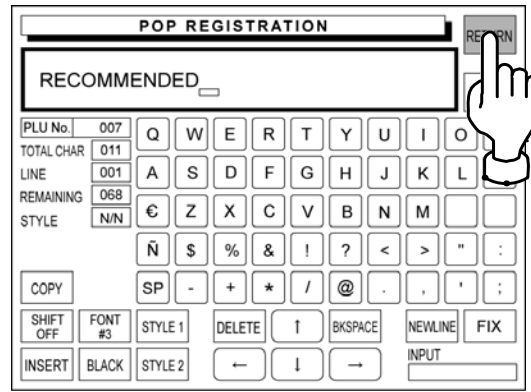 POP REGISTRATION
RETURN
RECOMMENDED_
PLU No. 007
TOTAL CHAR 011
LINE 001
REMAINING 068
STYLE N/N
Q W E R T Y U I O
A S D F G H J K L
€ Z X C V B N M
Ñ $ % & ! ? < > " :
COPY SP - + * / @ . , ' ;
SHIFT OFF FONT #3 STYLE 1 DELETE ↑ BKSPACE NEWLINE FIX
INSERT BLACK STYLE 2 ← ↓ → INPUT